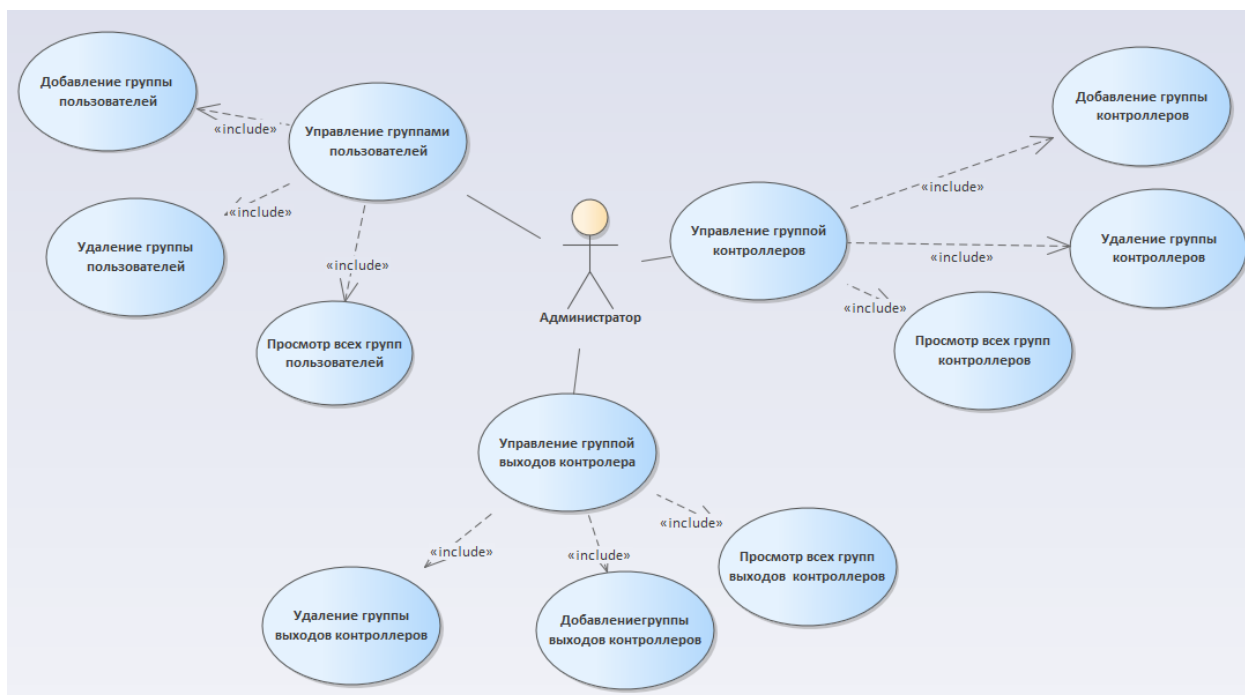 Добавление группы
пользователей
«include»
Управление группами
пользователей
«include»
Удаление группы
пользователей
«include»
Просмотр всех групп
пользователей
Администратор
Управление группой
контроллеров
«include»
Добавление группы
контроллеров
«include»
Удаление группы
контроллеров
«include»
Просмотр всех групп
контроллеров
Управление группой
выходов контролера
«include»
Удаление группы
выходов контроллеров
«include»
Добавлениегруппы
выходов контроллеров
«include»
Просмотр всех групп
выходов  контроллеров